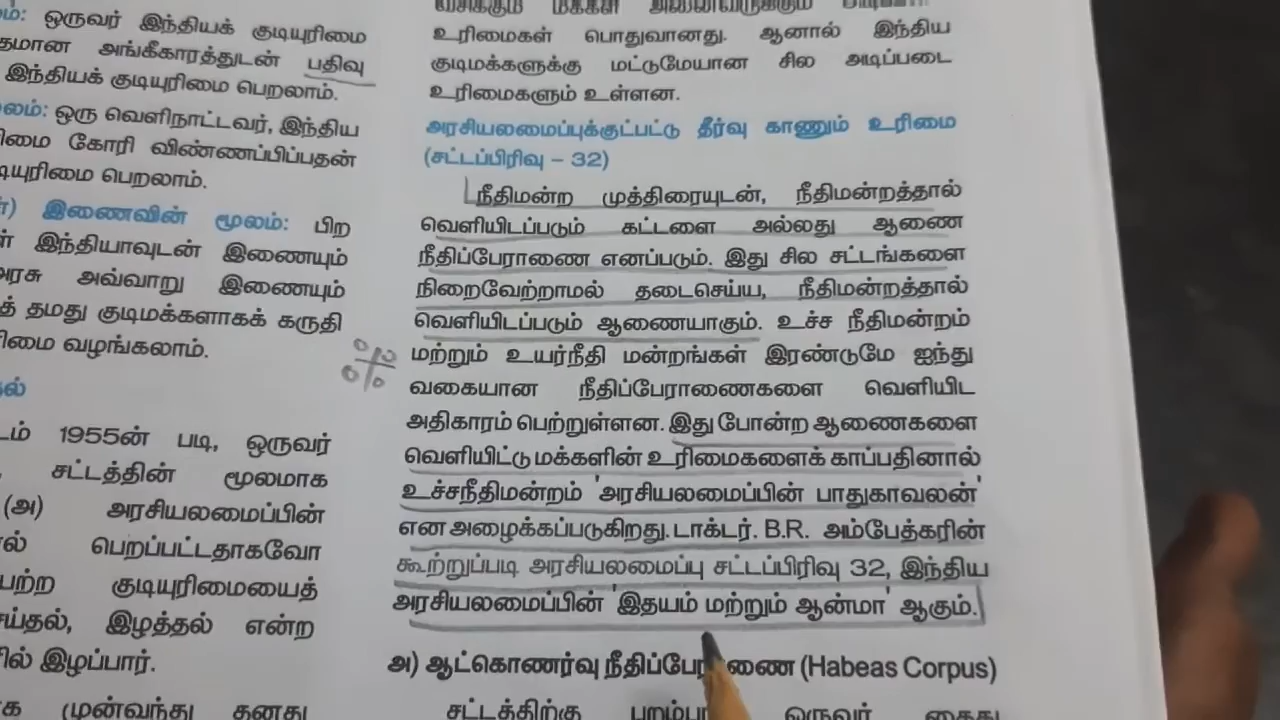 ஒருவர் இந்தியக் குடியுரிமை
அங்கீகாரத்துடன் பதிவு
இந்தியக் குடியுரிமை பெறலாம்.
ஒரு வெளிநாட்டவர், இந்திய
கோரி விண்ணப்பிப்பதன்
பெறலாம்.
இணைவின் மூலம்: பிற
இந்தியாவுடன் இணையும்
அவ்வாறு இணையும்
தமது குடிமக்களாகக் கருதி
வழங்கலாம்.
1955ன் படி, ஒருவர்
சட்டத்தின் மூலமாக
(அ) அரசியலமைப்பின்
பெறப்பட்டதாகவோ
குடியுரிமையைத்
இழத்தல் என்ற
இழப்பார்.
முன்வந்து தனது
உரிமைகள் பொதுவானது. ஆனால் இந்திய
குடிமக்களுக்கு மட்டுமேயான சில அடிப்படை
உரிமைகளும் உள்ளன.
அரசியலமைப்புக்குட்பட்டு தீர்வு காணும் உரிமை
(சட்டப்பிரிவு – 32)
நீதிமன்ற முத்திரையுடன், நீதிமன்றத்தால்
வெளியிடப்படும் கட்டளை அல்லது ஆணை
நீதிப்பேராணை எனப்படும். இது சில சட்டங்களை
நிறைவேற்றாமல் தடைசெய்ய, நீதிமன்றத்தால்
வெளியிடப்படும் ஆணையாகும். உச்ச நீதிமன்றம்
மற்றும் உயர்நீதி மன்றங்கள் இரண்டுமே ஐந்து
வகையான நீதிப்பேராணைகளை வெளியிட
அதிகாரம் பெற்றுள்ளன. இது போன்ற ஆணைகளை
வெளியிட்டு மக்களின் உரிமைகளைக் காப்பதினால்
உச்சநீதிமன்றம் 'அரசியலமைப்பின் பாதுகாவலன்'
என அழைக்கப்படுகிறது. டாக்டர். B.R. அம்பேத்கரின்
கூற்றுப்படி அரசியலமைப்பு சட்டப்பிரிவு 32, இந்திய
அரசியலமைப்பின் 'இதயம் மற்றும் ஆன்மா' ஆகும்.
அ) ஆட்கொணர்வு (Habeas Corpus)
சட்டத்திற்கு ஒருவர் கைது